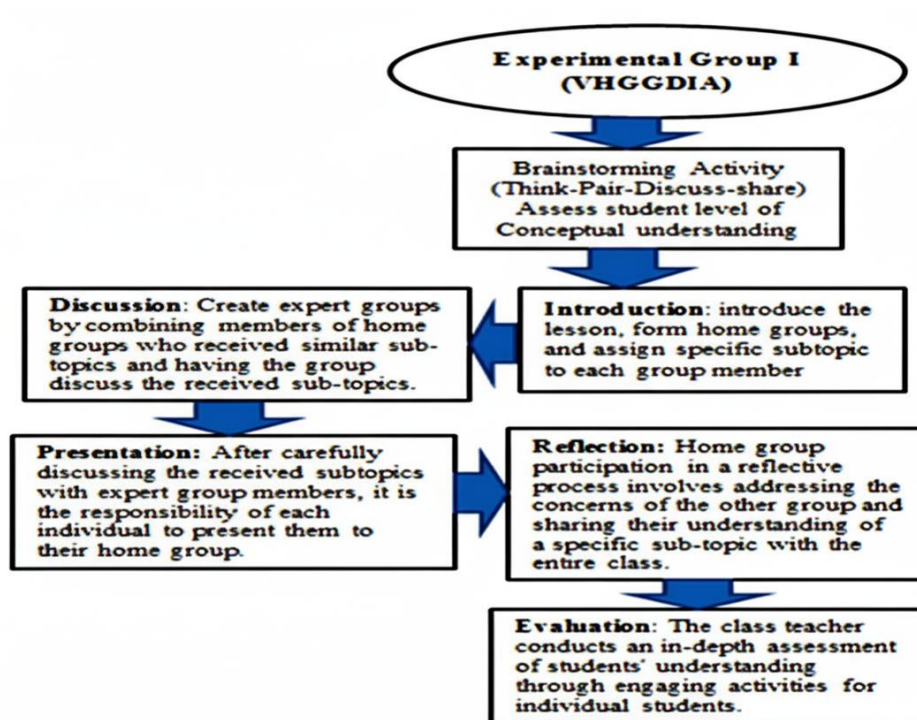 Experimental Group I
(VHGGDIA)
Brainstorming Activity
(Think-Pair-Discuss-share)
Assess student level of
Conceptual understanding
Introduction: introduce the
lesson, form home groups,
and assign specific subtopic
to each group member
Discussion: Create expert groups
by combining members of home
groups who received similar sub-
topics and having the group
discuss the received sub-topics.
Presentation: After carefully
discussing the received subtopics
with expert group members, it is
the responsibility of each
individual to present them to
their home group.
Reflection: Home group
participation in a reflective
process involves addressing the
concerns of the other group and
sharing their understanding of
a specific sub-topic with the
entire class.
Evaluation: The class teacher
conducts an in-depth assessment
of students' understanding
through engaging activities for
individual students.